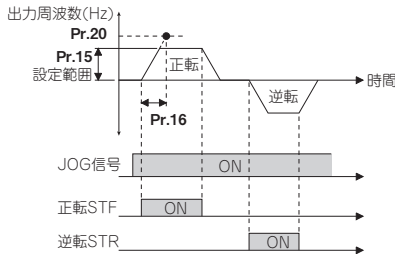 出力周波数(Hz)
Pr.20
Pr.15
設定範囲
正転
時間
逆転
Pr.16
JOG信号
ON
正転STF
ON
逆転STR
ON